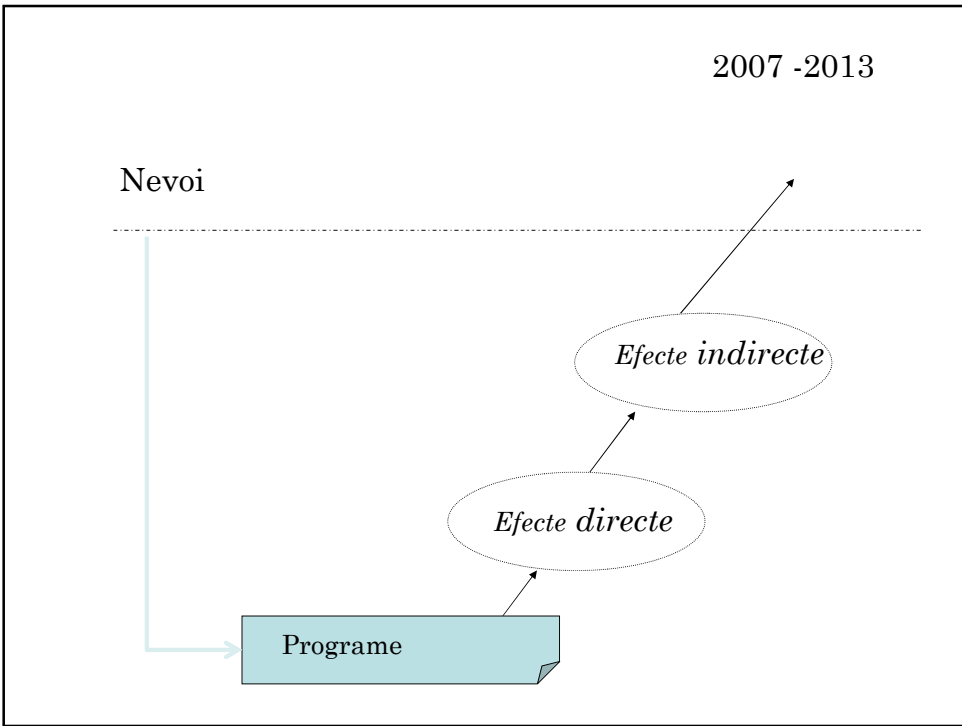 2007 -2013
Nevoi
Efecte indirecte
Efecte directe
Programe